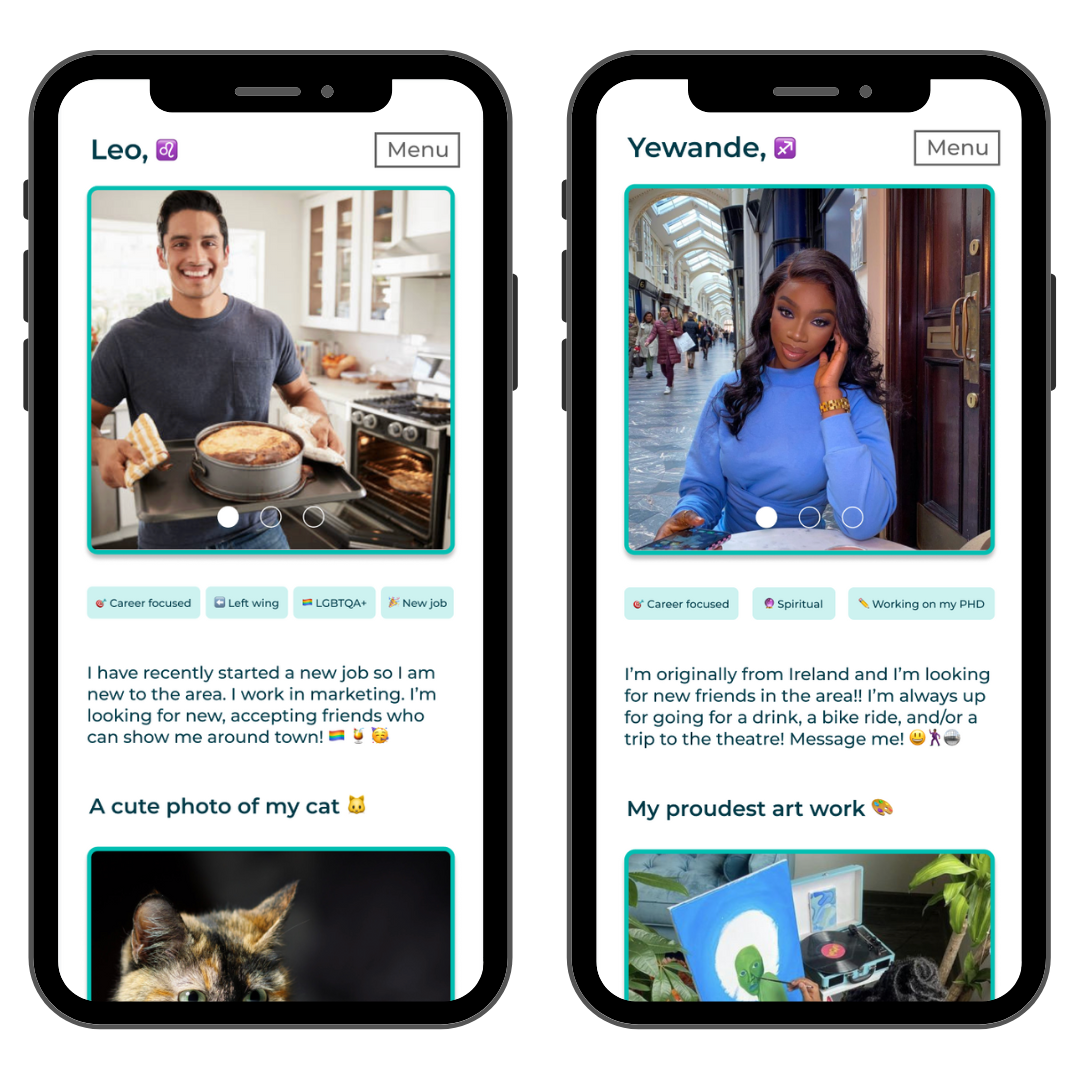 Leo, ♌
Menu
🎯 Career focused
⬅️ Left wing
🏳️‍🌈 LGBTQA+
🎉 New job
I have recently started a new job so I am
new to the area. I work in marketing. I’m
looking for new, accepting friends who
can show me around town! 🏳️‍🌈 🍹 🥳
A cute photo of my cat 🐱
Yewande, ♐
Menu
🎯 Career focused
🔮 Spiritual
✏️ Working on my PHD
I’m originally from Ireland and I’m looking
for new friends in the area!! I’m always up
for going for a drink, a bike ride, and/or a
trip to the theatre! Message me! 😃🕺🪩
My proudest art work 🎨